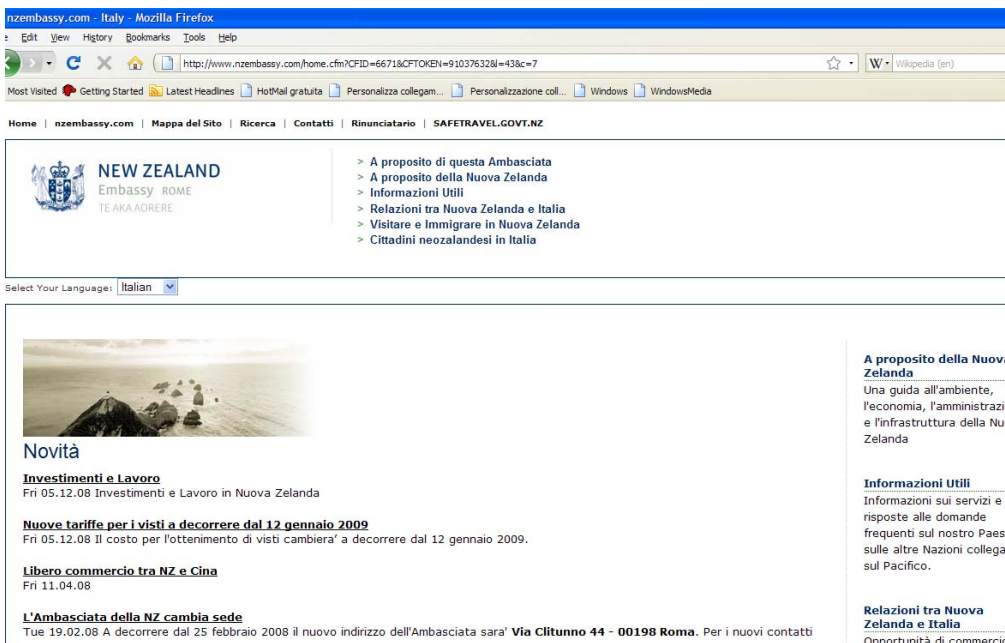 nzembassy.com - Italy - Mozilla Firefox
Edit View History Bookmarks Tools Help
http://www.nzembassy.com/home.cfm?CFID=6671&CFTOKEN=91037632&l=43&c=7
W Wikipedia (en)
Most Visited Getting Started Latest Headlines HotMail gratuita Personalizza collegam... Personalizzazione coll... Windows WindowsMedia
Home | nzembassy.com | Mappa del Sito | Ricerca | Contatti | Rinunciatario | SAFETRAVEL.GOVT.NZ
NEW ZEALAND
Embassy ROME
TE AKA AORERE
> A proposito di questa Ambasciata
> A proposito della Nuova Zelanda
> Informazioni Utili
> Relazioni tra Nuova Zelanda e Italia
> Visitare e Immigrare in Nuova Zelanda
> Cittadini neozalandesi in Italia
Select Your Language: Italian
Novità
Investimenti e Lavoro
Fri 05.12.08 Investimenti e Lavoro in Nuova Zelanda
Nuove tariffe per i visti a decorrere dal 12 gennaio 2009
Fri 05.12.08 Il costo per l'ottenimento di visti cambiera' a decorrere dal 12 gennaio 2009.
Libero commercio tra NZ e Cina
Fri 11.04.08
L'Ambasciata della NZ cambia sede
Tue 19.02.08 A decorrere dal 25 febbraio 2008 il nuovo indirizzo dell'Ambasciata sara' Via Clitunno 44 - 00198 Roma. Per i nuovi contatti
A proposito della Nuova
Zelanda
Una guida all'ambiente,
l'economia, l'amministrazi
e l'infrastruttura della Nu
Zelanda
Informazioni Utili
Informazioni sui servizi e
risposte alle domande
frequenti sul nostro Paes
sulle altre Nazioni collega
sul Pacifico.
Relazioni tra Nuova
Zelanda e Italia
Opportunità di commercio